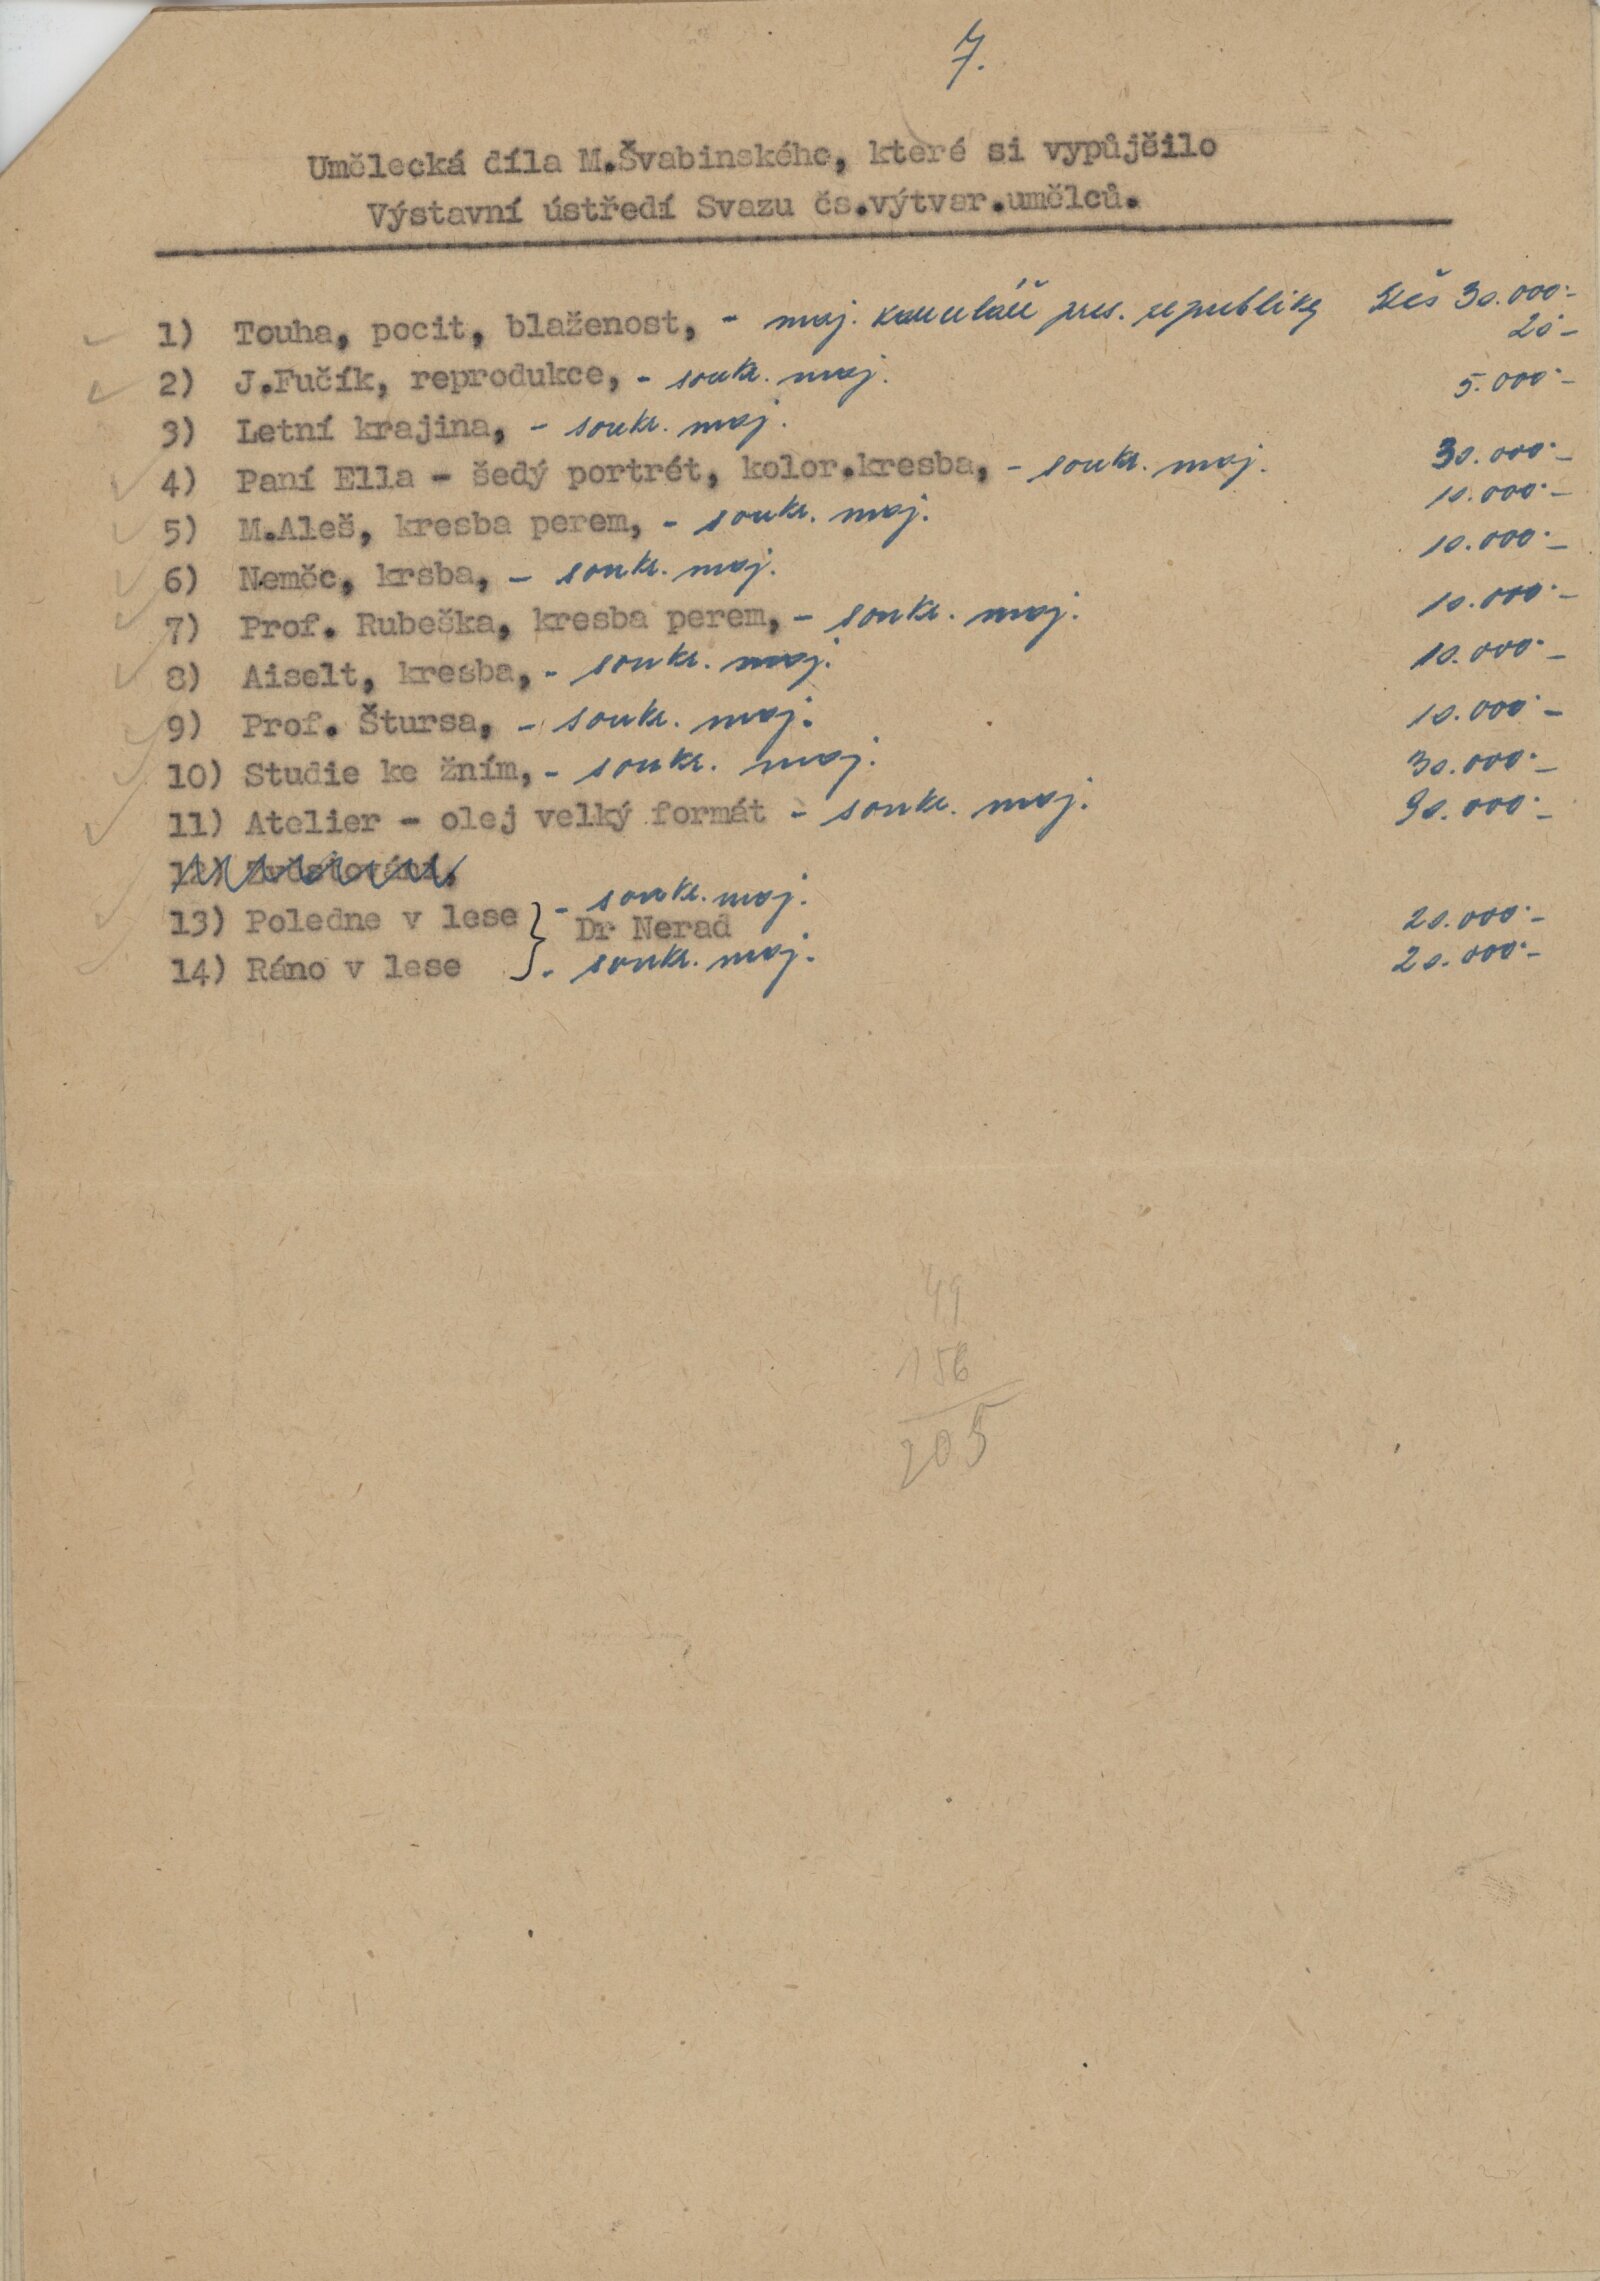 7.
Umělecká díla M.Švabinského, které si vypůjčilo
Výstavní ústředí Svazu čs.výtvar.umělců.
1) Touha, pocit, blaženost, - maj. kanceláře pres. republiky Kčs 30.000·-
2) J.Fučík, reprodukce, - soukr. maj. 20·-
3) Letní krajina, - soukr. maj. 5.000·-
4) Paní Ella - šedý portrét, kolor.kresba, - soukr. maj. 30.000·-
5) M.Aleš, kresba perem, - soukr. maj. 10.000·-
6) Nemčc, krsba, - soukr. maj. 10.000·-
7) Prof. Rubeška, kresba perem, - soukr. maj. 10.000·-
8) Aiselt, kresba, - soukr. maj. 10.000·-
9) Prof. Štursa, - soukr. maj. 10.000·-
10) Studie ke žním, - soukr. maj. 30.000·-
11) Atelier - olej velký formát - soukr. maj. 90.000·-
12)
13) Poledne v lese } - soukr. maj. 20.000·-
Dr Nerad
14) Ráno v lese - soukr. maj. 20.000·-
49
156
205